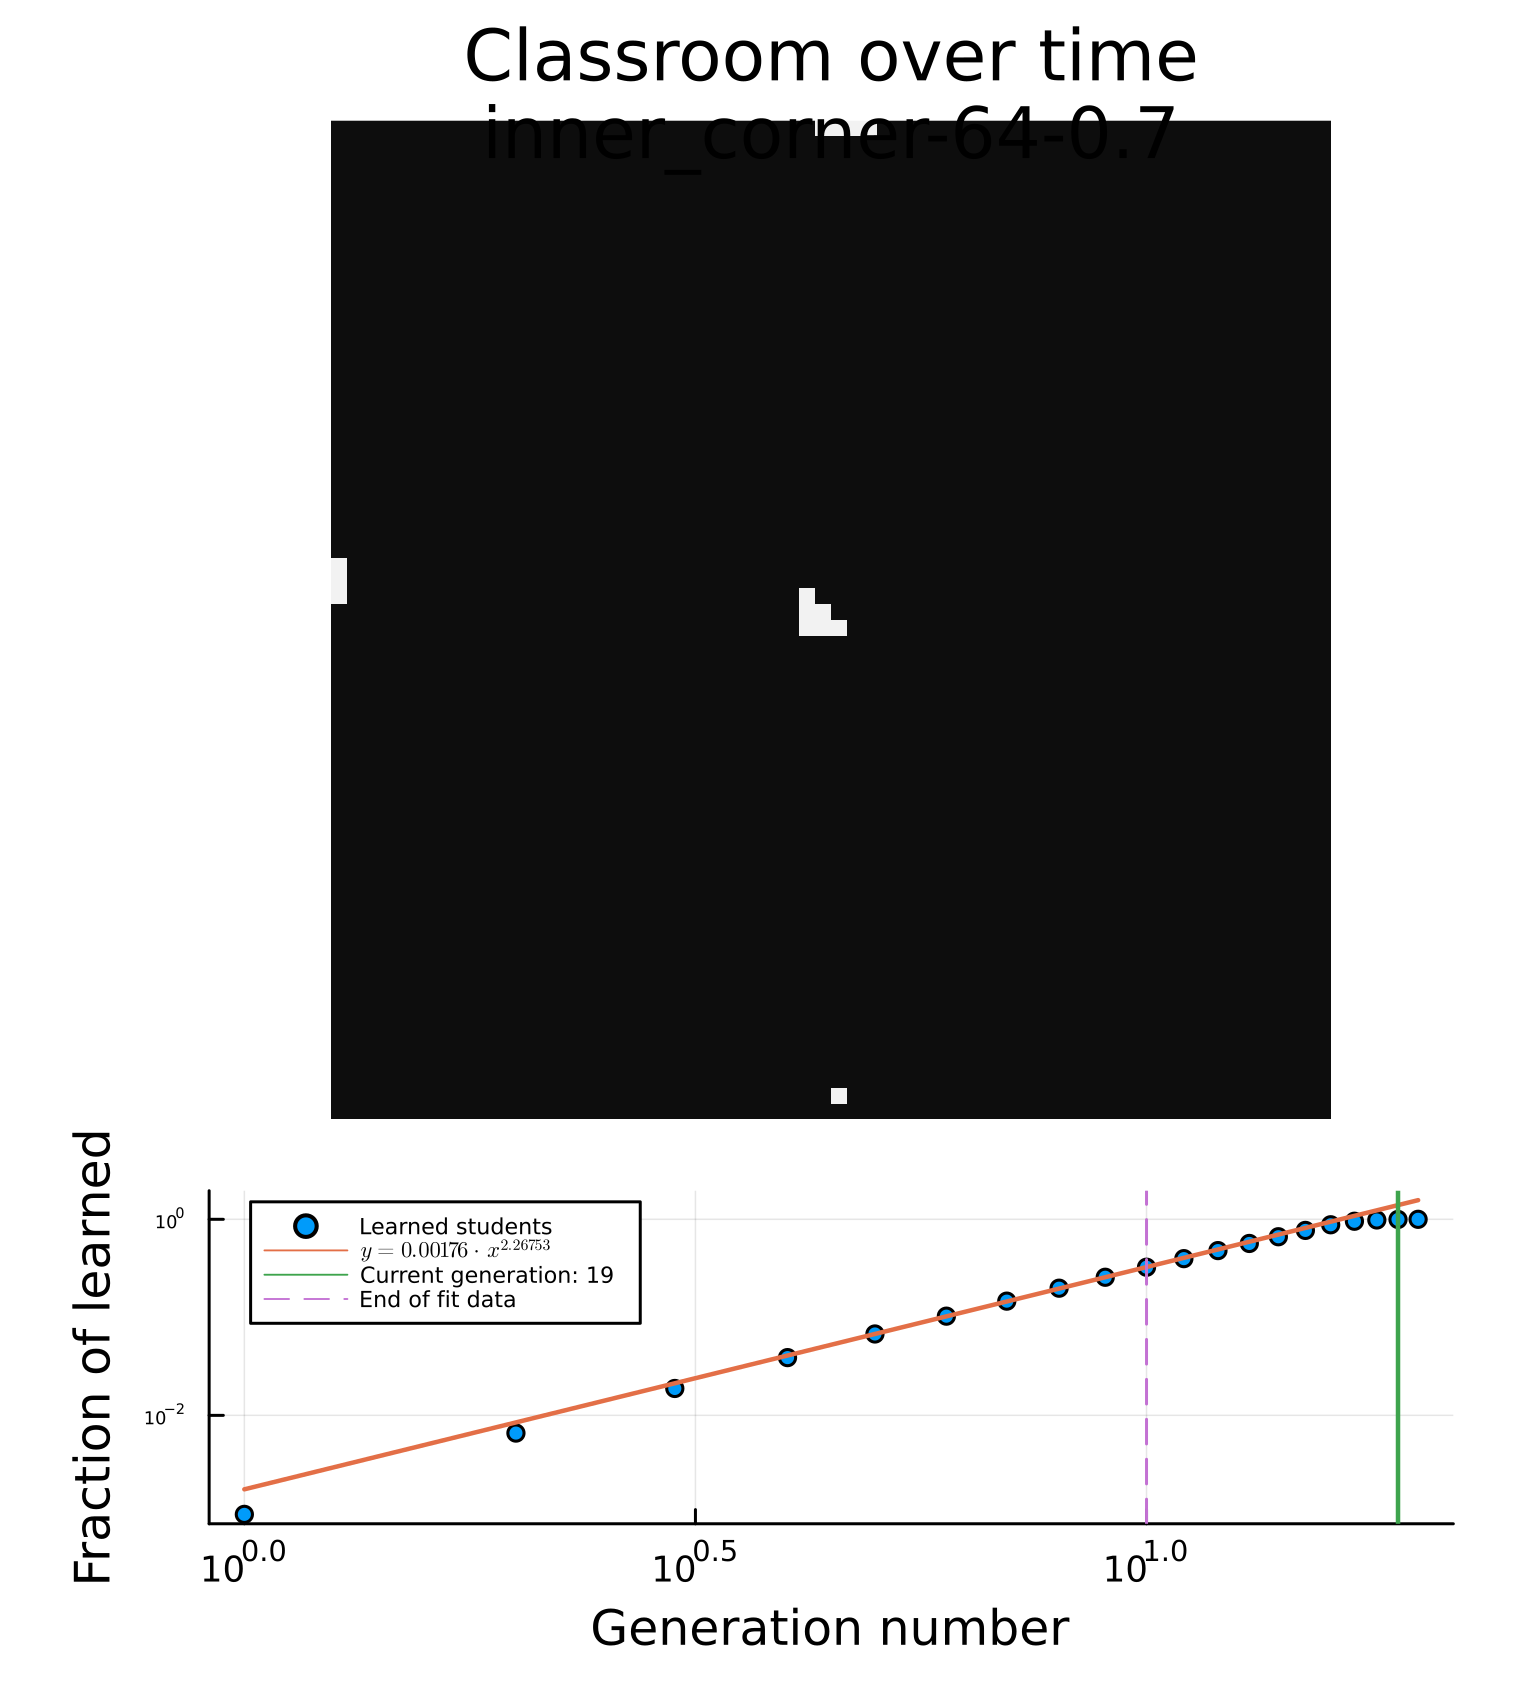 Classroom over time
inner_corner-64-0.7
Fraction of learned
10^0
10^-2
Learned students
y = 0.00176 · x^2.26753
Current generation: 19
End of fit data
10^0.0 10^0.5 10^1.0
Generation number